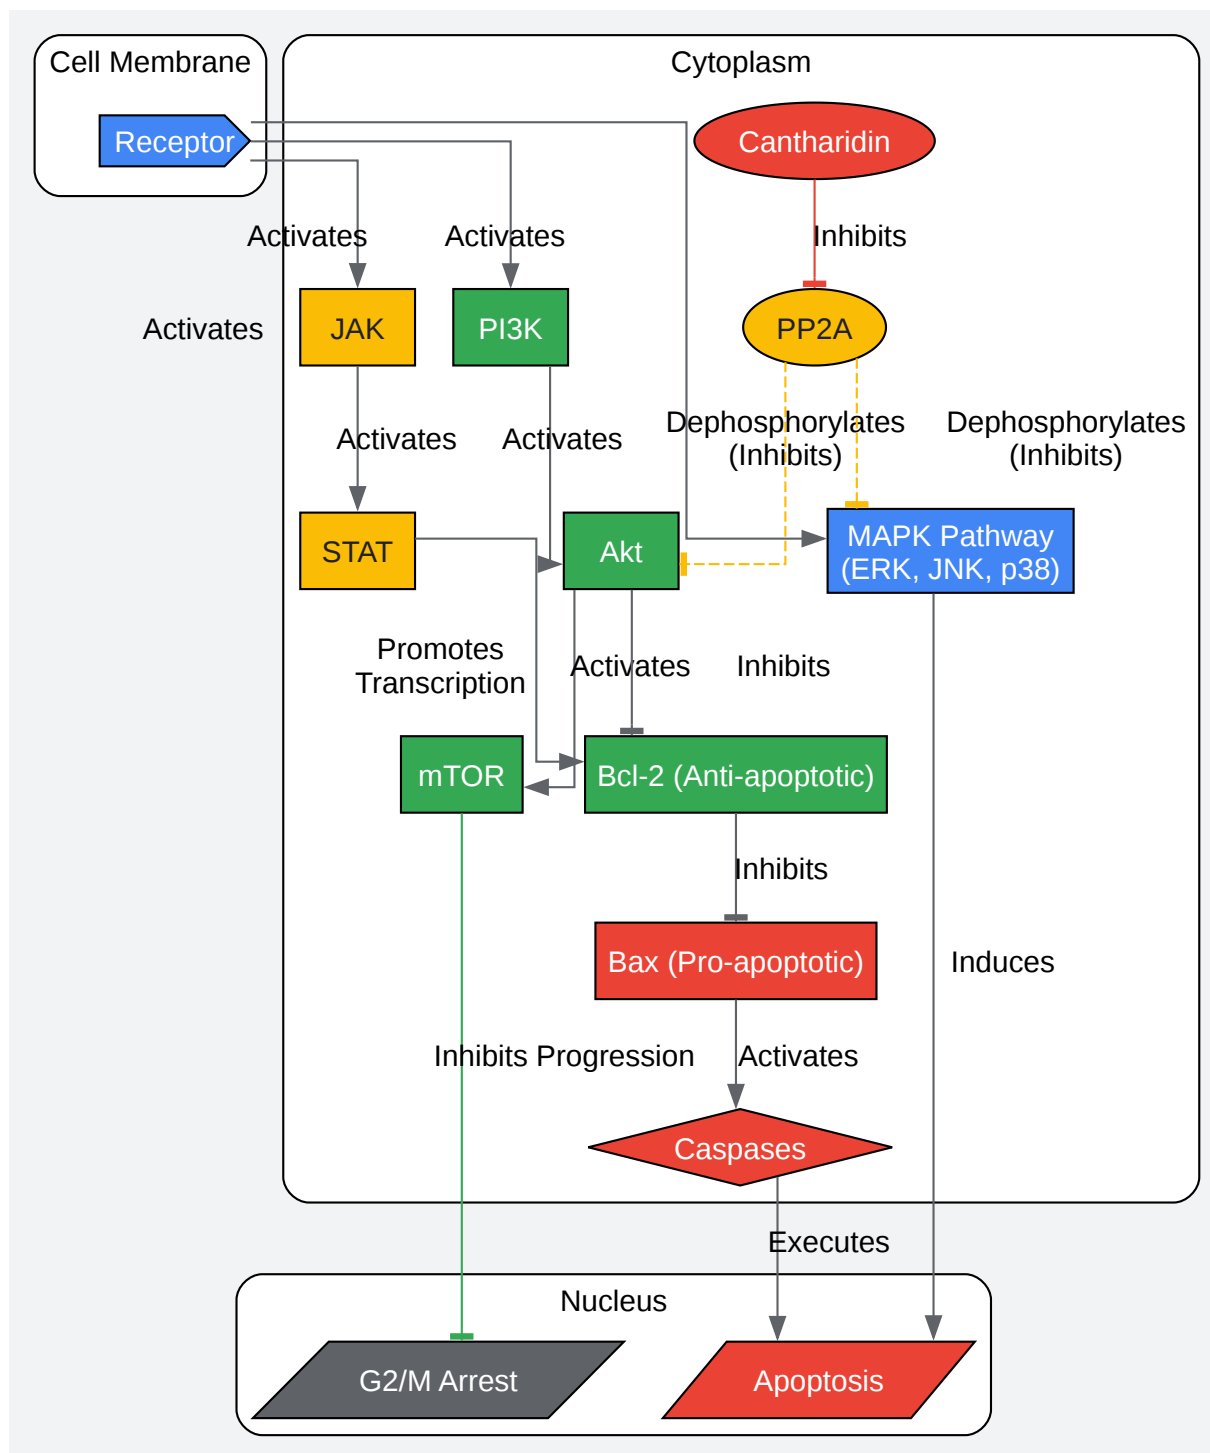 Cell Membrane
Cytoplasm
Receptor
Cantharidin
Activates
Activates
Inhibits
Activates
JAK
PI3K
PP2A
Dephosphorylates
(Inhibits)
Dephosphorylates
(Inhibits)
Activates
Activates
STAT
Akt
MAPK Pathway
(ERK, JNK, p38)
Promotes
Transcription
Activates
Inhibits
mTOR
Bcl-2 (Anti-apoptotic)
Inhibits
Bax (Pro-apoptotic)
Induces
Inhibits Progression
Activates
Caspases
Executes
Nucleus
G2/M Arrest
Apoptosis